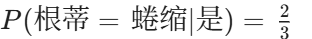 P(根蒂 = 蜷缩|是) = 2/3